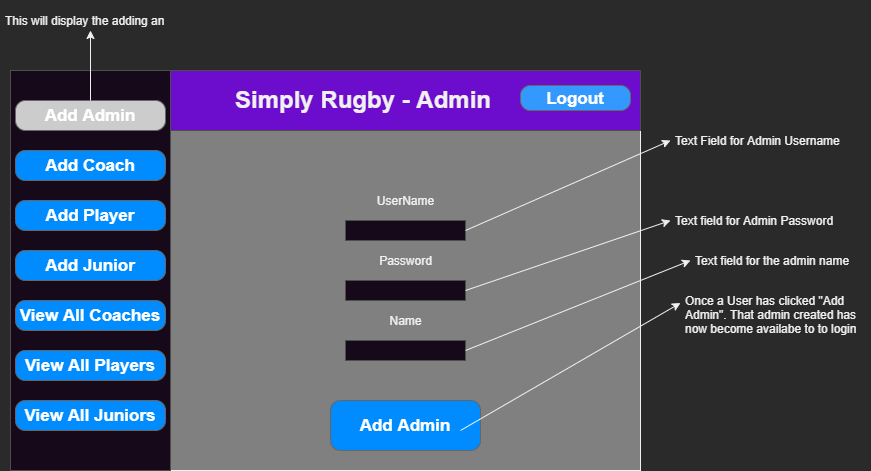 This will display the adding an
Simply Rugby - Admin
Logout
Add Admin
Add Coach
Add Player
Add Junior
View All Coaches
View All Players
View All Juniors
UserName
Password
Name
Add Admin
Text Field for Admin Username
Text field for Admin Password
Text field for the admin name
Once a User has clicked "Add
Admin". That admin created has
now become availabe to to login